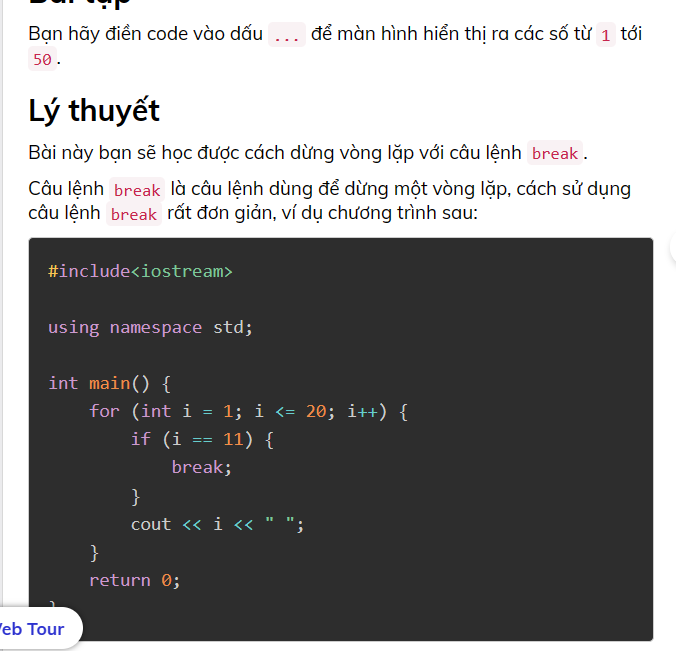 Bài tập
Bạn hãy điền code vào dấu ... để màn hình hiển thị ra các số từ 1 tới
50 .
Lý thuyết
Bài này bạn sẽ học được cách dừng vòng lặp với câu lệnh break .
Câu lệnh break là câu lệnh dùng để dừng một vòng lặp, cách sử dụng
câu lệnh break rất đơn giản, ví dụ chương trình sau:
#include<iostream>
using namespace std;
int main() {
for (int i = 1; i <= 20; i++) {
if (i == 11) {
break;
}
cout << i << " ";
}
return 0;
}
Tour